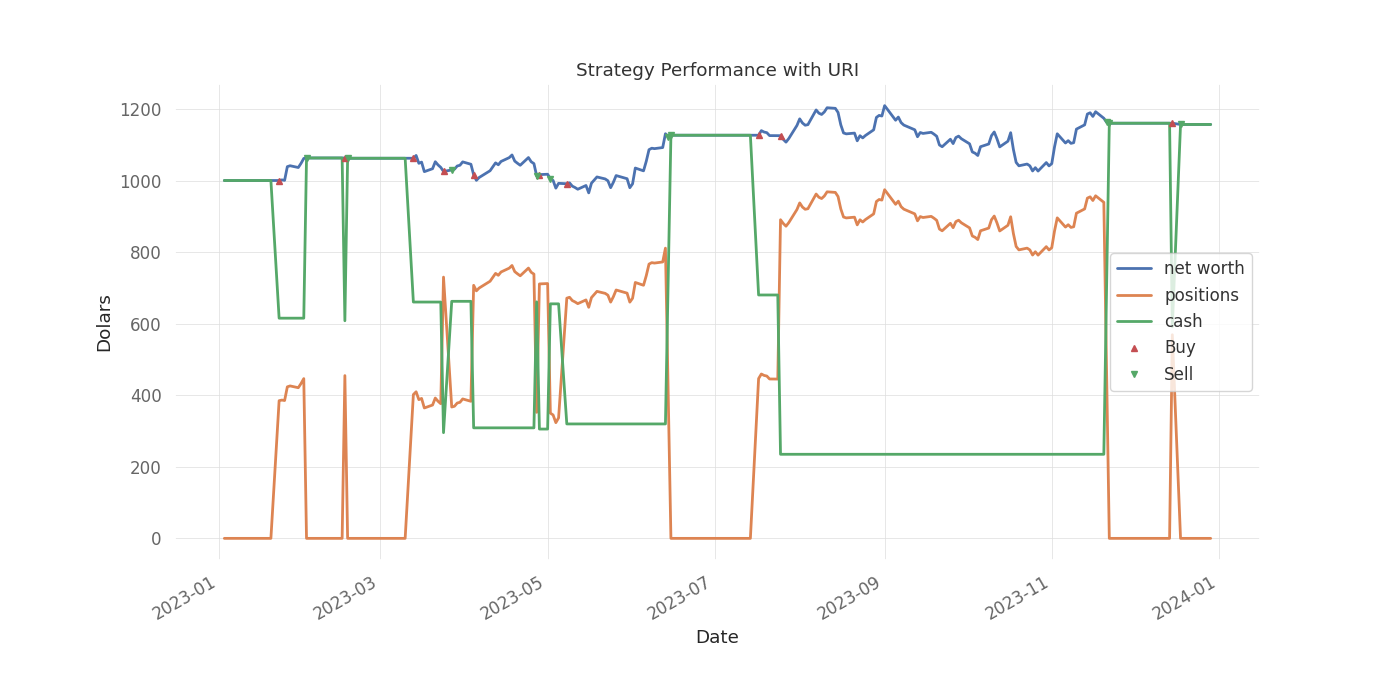 Strategy Performance with URI
1200
1000
800
600
400
200
0
Dolars
net worth
positions
cash
Buy
Sell
2023-01
2023-03
2023-05
2023-07
2023-09
2023-11
2024-01
Date